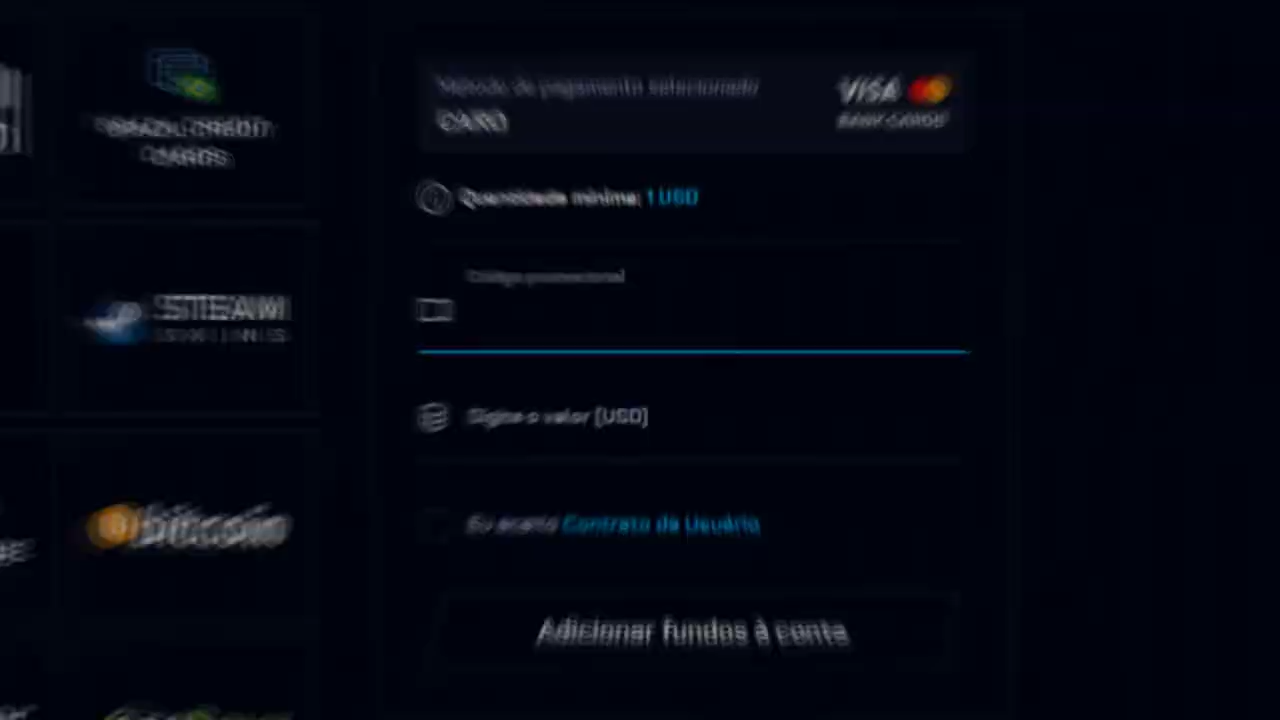 Método de pagamento selecionado
CARD
VISA
BANK CARDS
BRAZIL CREDIT
CARDS
Quantidade mínima: 1 USD
Código promocional
STEAM
Digite o valor (USD)
bitcoin
Eu aceito Contrato de Usuário
Adicionar fundos à conta